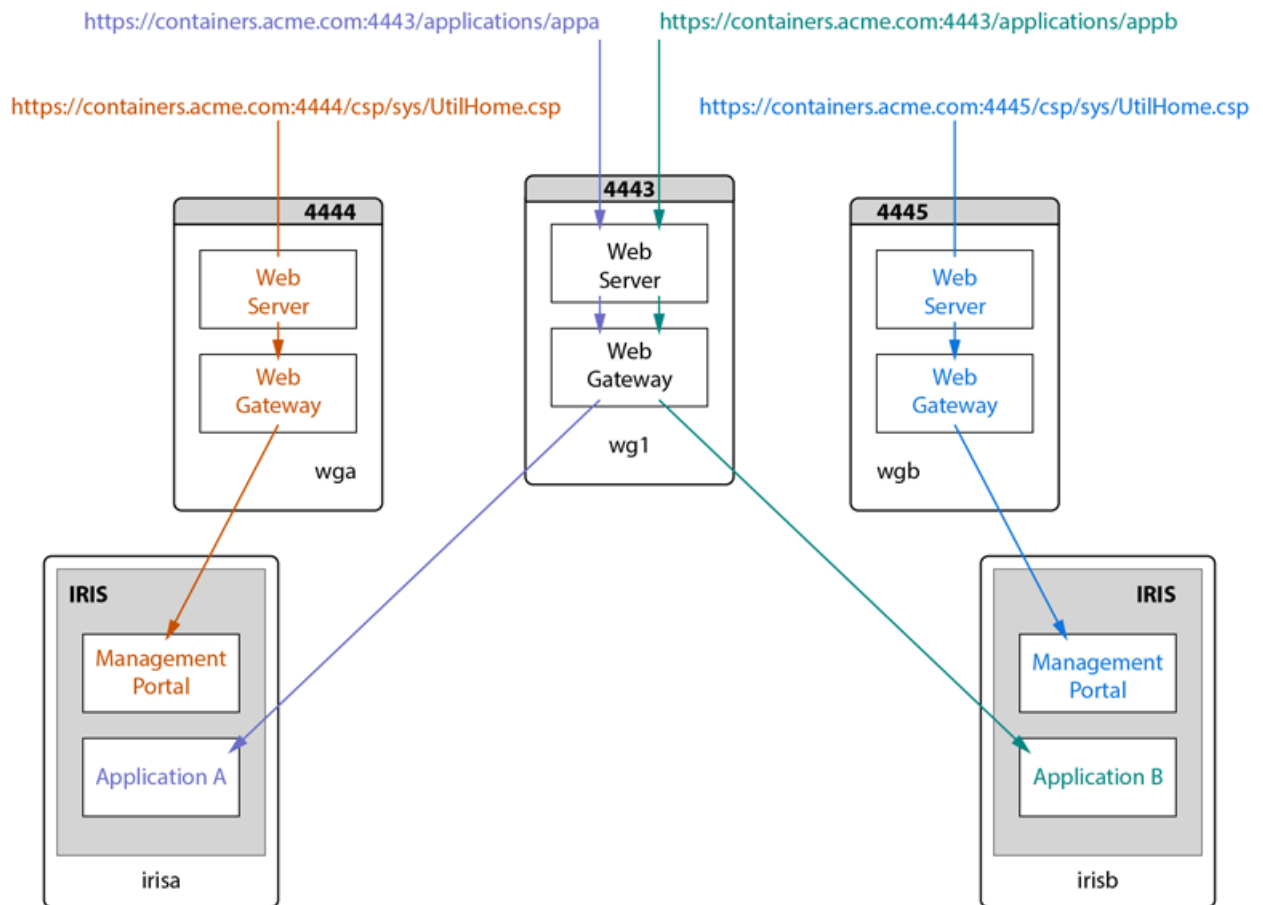 https://containers.acme.com:4443/applications/appa
https://containers.acme.com:4443/applications/appb
https://containers.acme.com:4444/csp/sys/UtilHome.csp
https://containers.acme.com:4445/csp/sys/UtilHome.csp
4444
Web
Server
Web
Gateway
wga
4443
Web
Server
Web
Gateway
wg1
4445
Web
Server
Web
Gateway
wgb
IRIS
Management
Portal
Application A
irisa
IRIS
Management
Portal
Application B
irisb